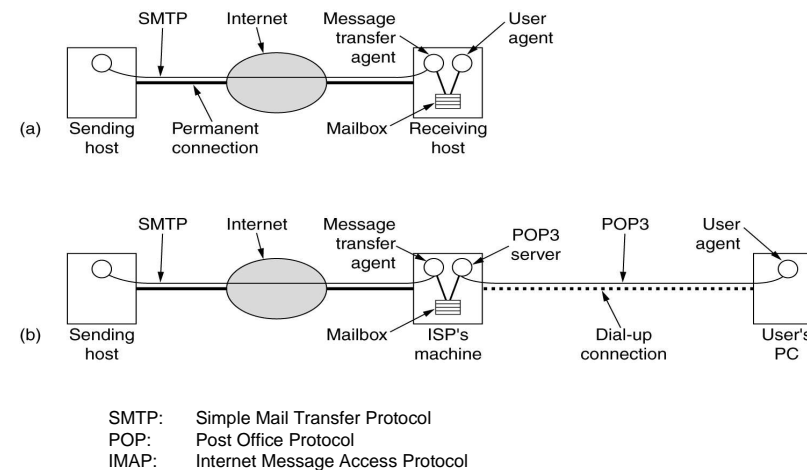 SMTP Internet Message transfer agent User agent
(a) Sending host Permanent connection Mailbox Receiving host
SMTP Internet Message transfer agent POP3 server POP3 User agent
(b) Sending host Mailbox ISP's machine Dial-up connection User's PC
SMTP: Simple Mail Transfer Protocol
POP: Post Office Protocol
IMAP: Internet Message Access Protocol